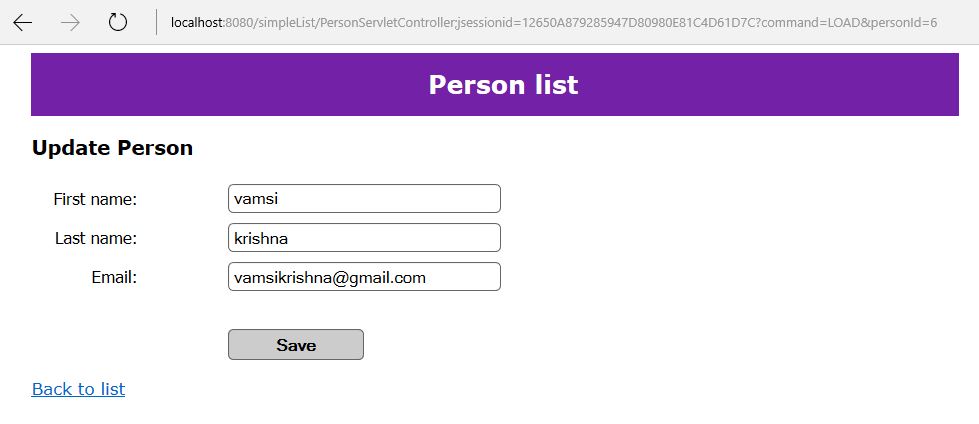 localhost:8080/simpleList/PersonServletController;jsessionid=12650A879285947D80980E81C4D61D7C?command=LOAD&personId=6
Person list
Update Person
First name: vamsi
Last name: krishna
Email: vamsikrishna@gmail.com
Save
Back to list